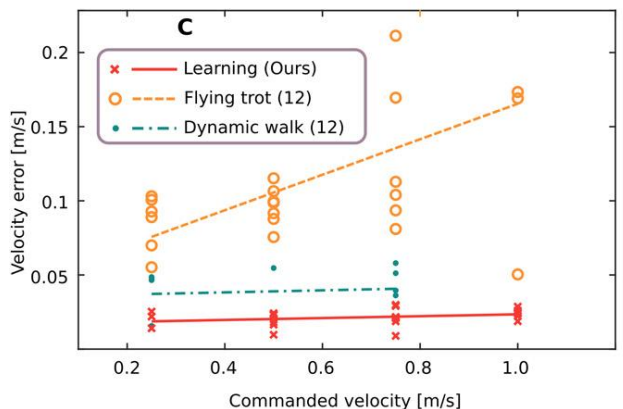 C
Learning (Ours)
Flying trot (12)
Dynamic walk (12)
Velocity error [m/s]
0.2
0.15
0.1
0.05
0.2 0.4 0.6 0.8 1.0
Commanded velocity [m/s]